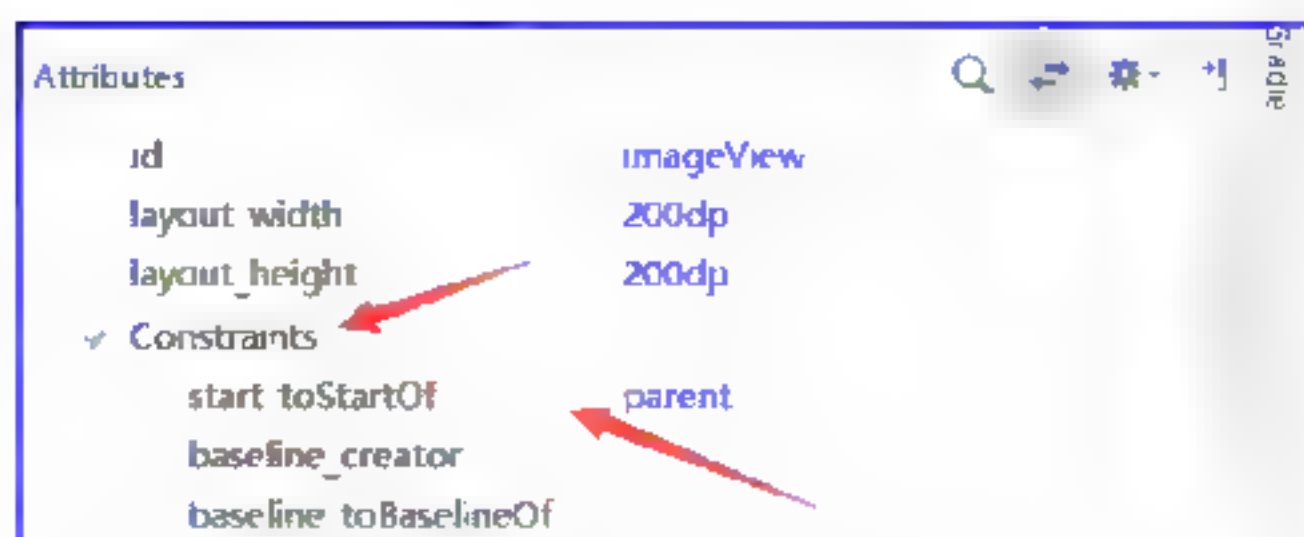 Attributes
Gradle
id imageView
layout_width 200dp
layout_height 200dp
Constraints
start_toStartOf parent
baseline_creator
baseline_toBaselineOf